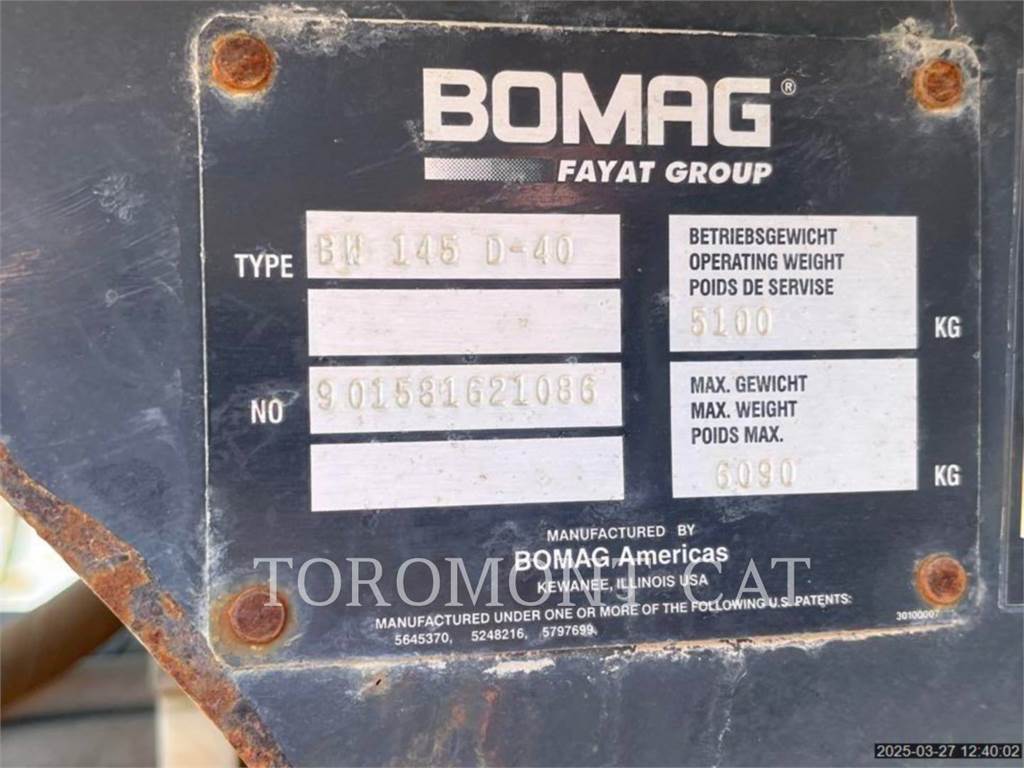 BOMAG®
FAYAT GROUP
TYPE BW 145 D-40
BETRIEBSGEWICHT
OPERATING WEIGHT
POIDS DE SERVISE
5100 KG
NO 901581621086
MAX. GEWICHT
MAX. WEIGHT
POIDS MAX.
6090 KG
MANUFACTURED BY
BOMAG Americas
KEWANEE, ILLINOIS USA
TOROMONT CAT
MANUFACTURED UNDER ONE OR MORE OF THE FOLLOWING U.S. PATENTS:
5645370, 5248216, 5797699,
30100007
2025-03-27 12:40:02